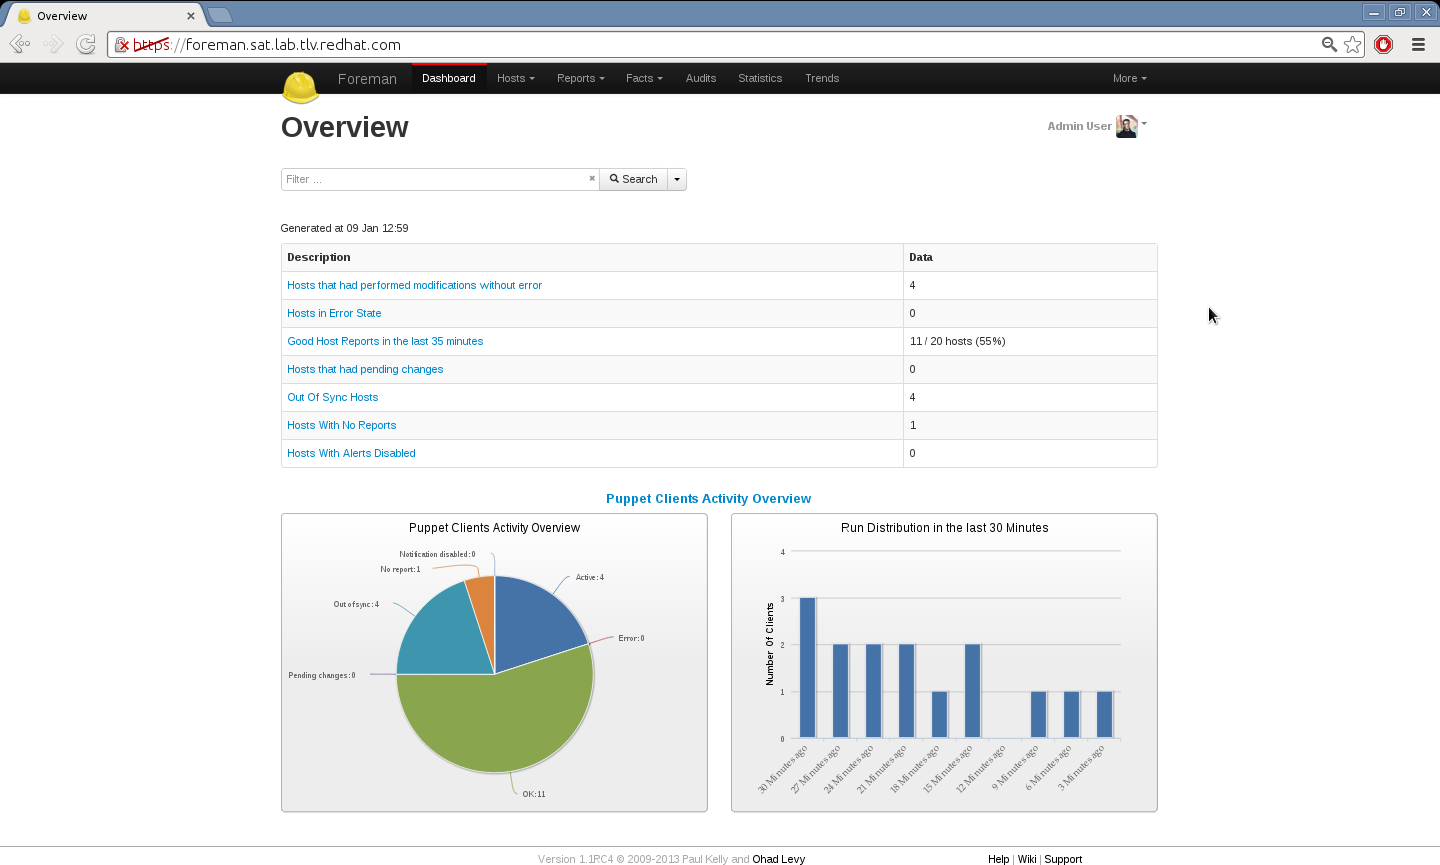 Overview
https://foreman.sat.lab.tlv.redhat.com
Foreman Dashboard Hosts Reports Facts Audits Statistics Trends More
Overview
Admin User
Filter ... Search
Generated at 09 Jan 12:59
Description Data
Hosts that had performed modifications without error 4
Hosts in Error State 0
Good Host Reports in the last 35 minutes 11 / 20 hosts (55%)
Hosts that had pending changes 0
Out Of Sync Hosts 4
Hosts With No Reports 1
Hosts With Alerts Disabled 0
Puppet Clients Activity Overview
Puppet Clients Activity Overview
Notification disabled: 0
No report: 1
Active: 4
Out of sync: 4
Error: 0
Pending changes: 0
OK: 11
Run Distribution in the last 30 Minutes
Number Of Clients
4
3
2
1
0
30 Minutes ago
27 Minutes ago
24 Minutes ago
21 Minutes ago
18 Minutes ago
15 Minutes ago
12 Minutes ago
9 Minutes ago
6 Minutes ago
3 Minutes ago
Version 1.1RC4 © 2009-2013 Paul Kelly and Ohad Levy Help | Wiki | Support